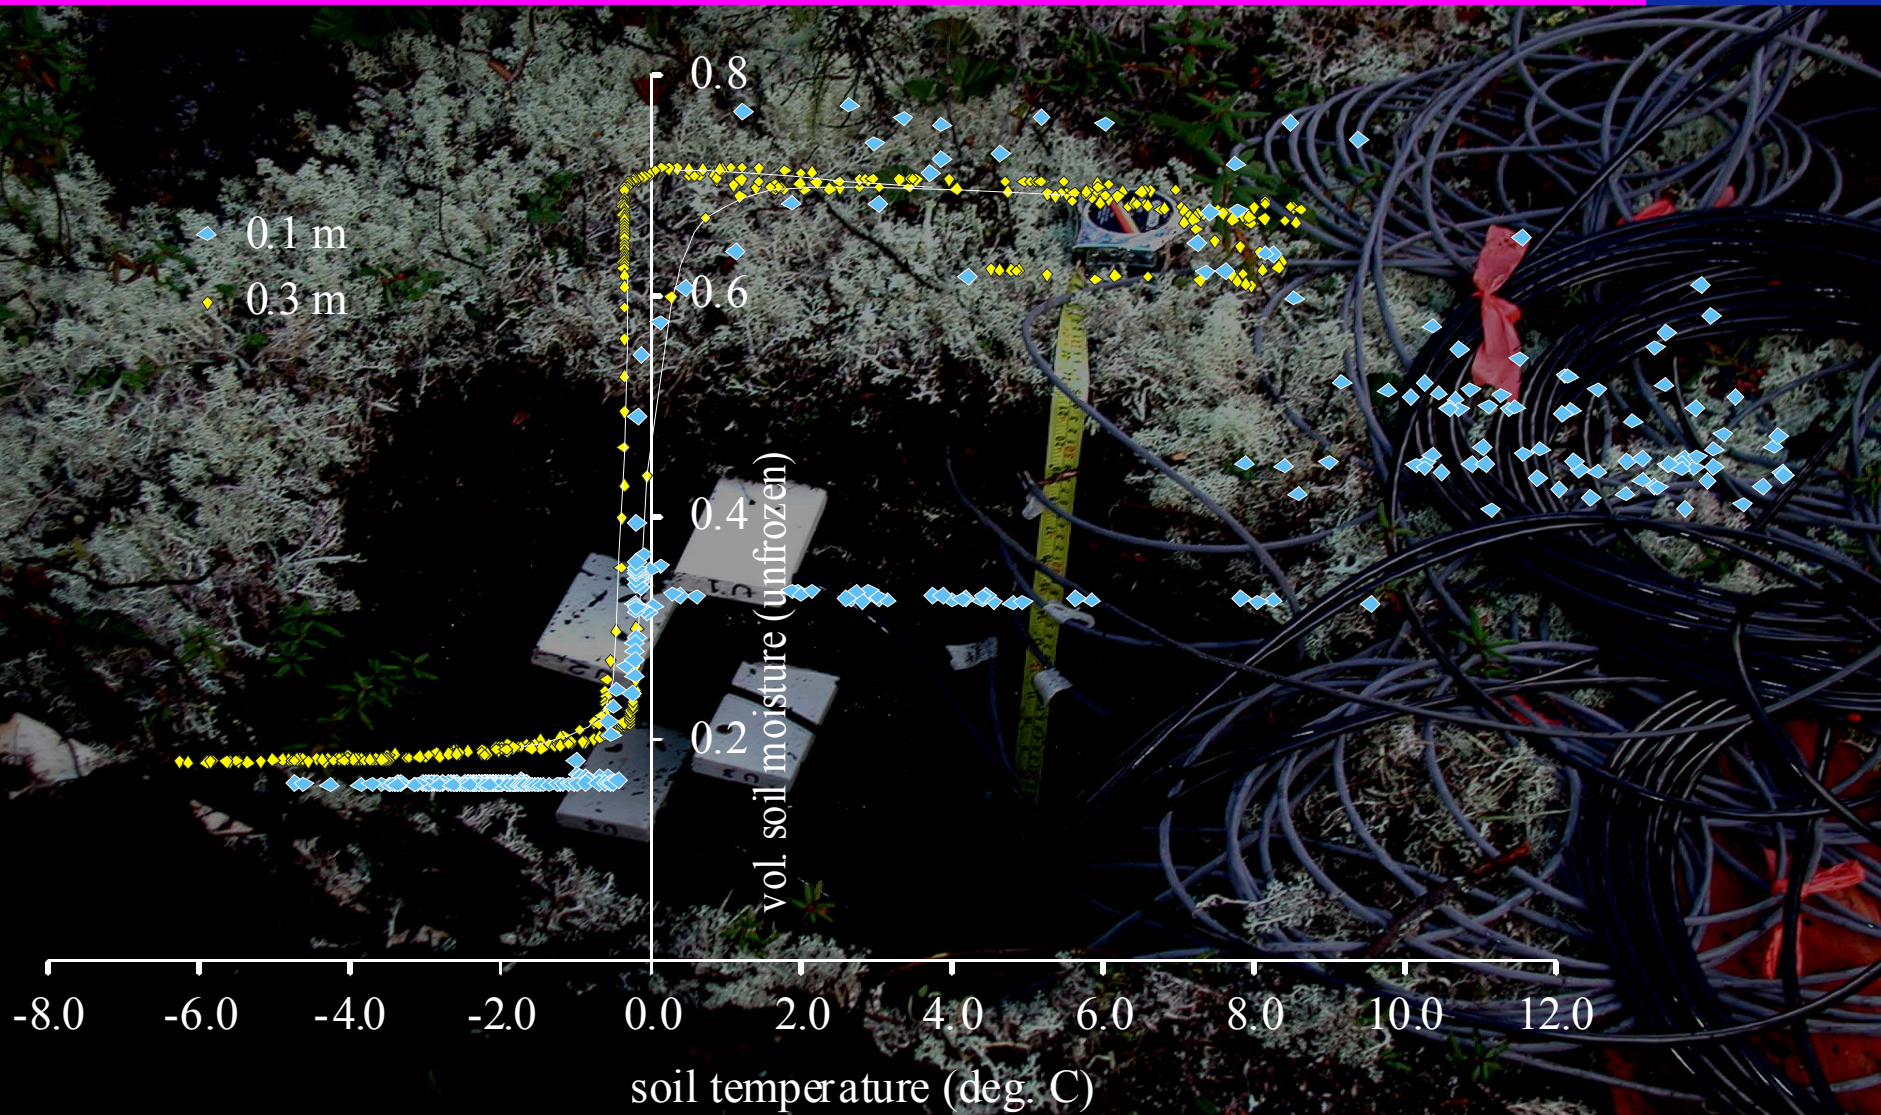 0.8
0.1 m
0.3 m
0.6
0.4
0.2
vol. soil moisture (unfrozen)
-8.0 -6.0 -4.0 -2.0 0.0 2.0 4.0 6.0 8.0 10.0 12.0
soil temperature (deg. C)